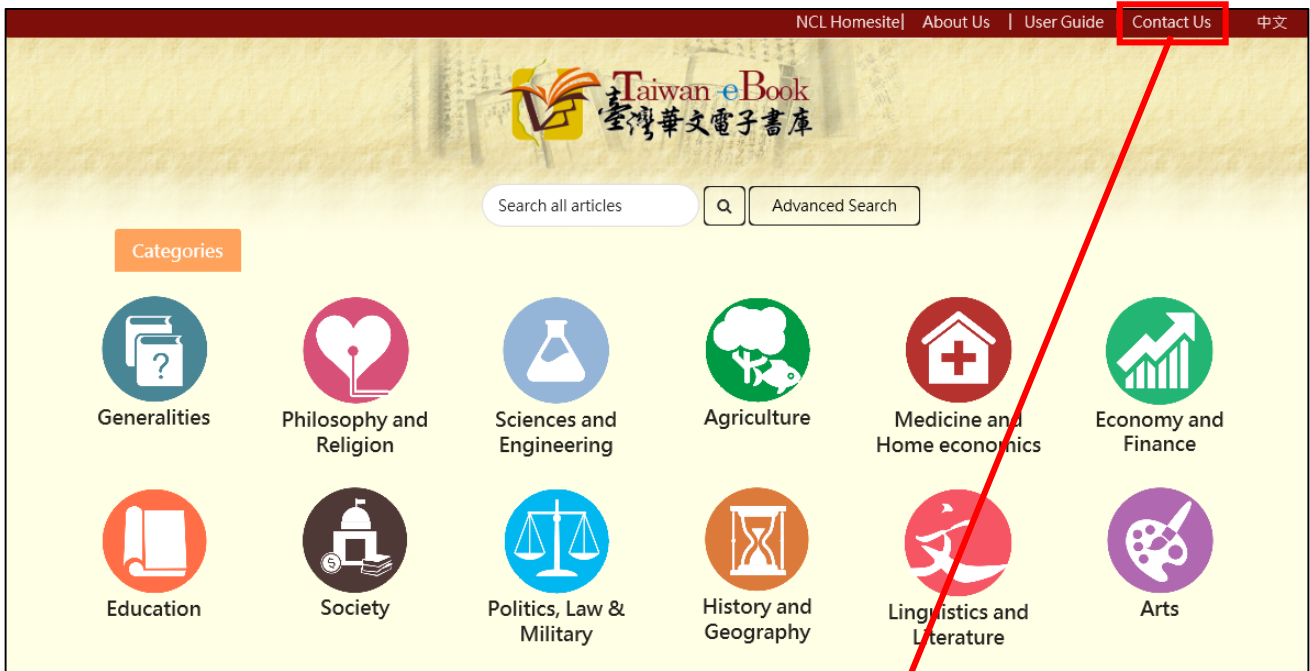 NCL Homesite| About Us | User Guide Contact Us 中文
Taiwan eBook
臺灣華文電子書庫
Search all articles Advanced Search
Categories
?
Generalities
Philosophy and
Religion
Sciences and
Engineering
Agriculture
Medicine and
Home economics
Economy and
Finance
$
文
Education
Society
Politics, Law &
Military
History and
Geography
Linguistics and
Literature
Arts